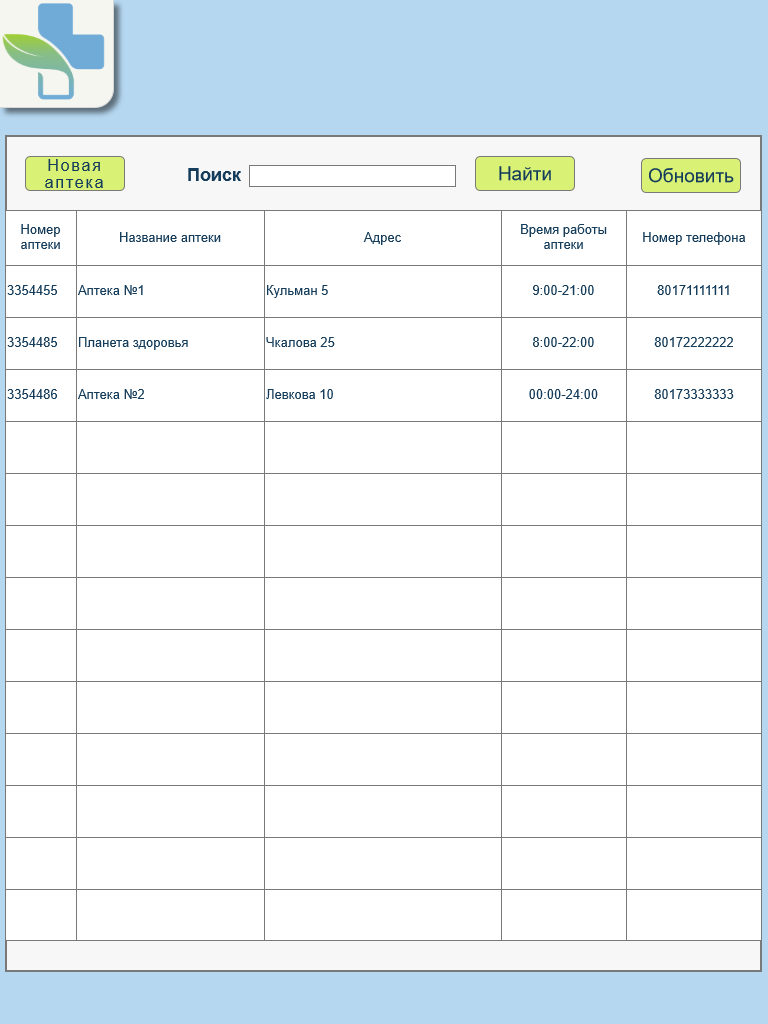 Новая
аптека
Поиск
Найти
Обновить
Номер
аптеки
Название аптеки
Адрес
Время работы
аптеки
Номер телефона
3354455 Аптека №1 Кульман 5 9:00-21:00 80171111111
3354485 Планета здоровья Чкалова 25 8:00-22:00 80172222222
3354486 Аптека №2 Левкова 10 00:00-24:00 80173333333